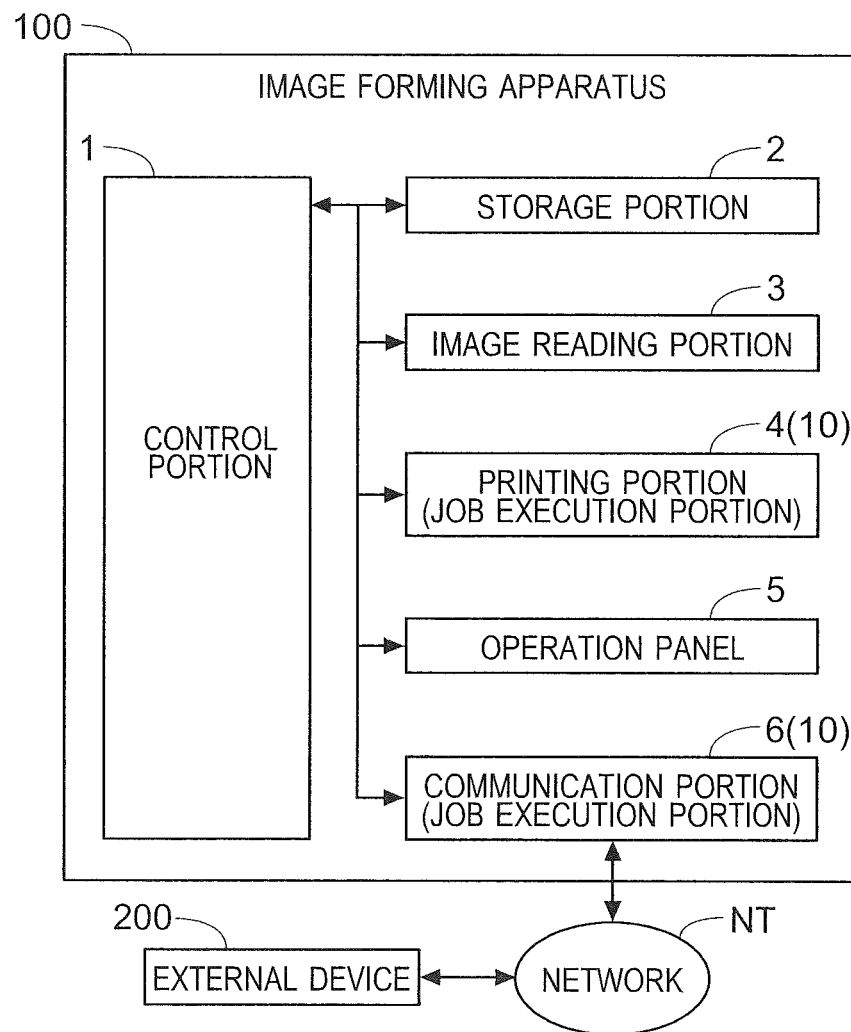 100
IMAGE FORMING APPARATUS
1
CONTROL
PORTION
2
STORAGE PORTION
3
IMAGE READING PORTION
4(10)
PRINTING PORTION
(JOB EXECUTION PORTION)
5
OPERATION PANEL
6(10)
COMMUNICATION PORTION
(JOB EXECUTION PORTION)
200
EXTERNAL DEVICE
NT
NETWORK